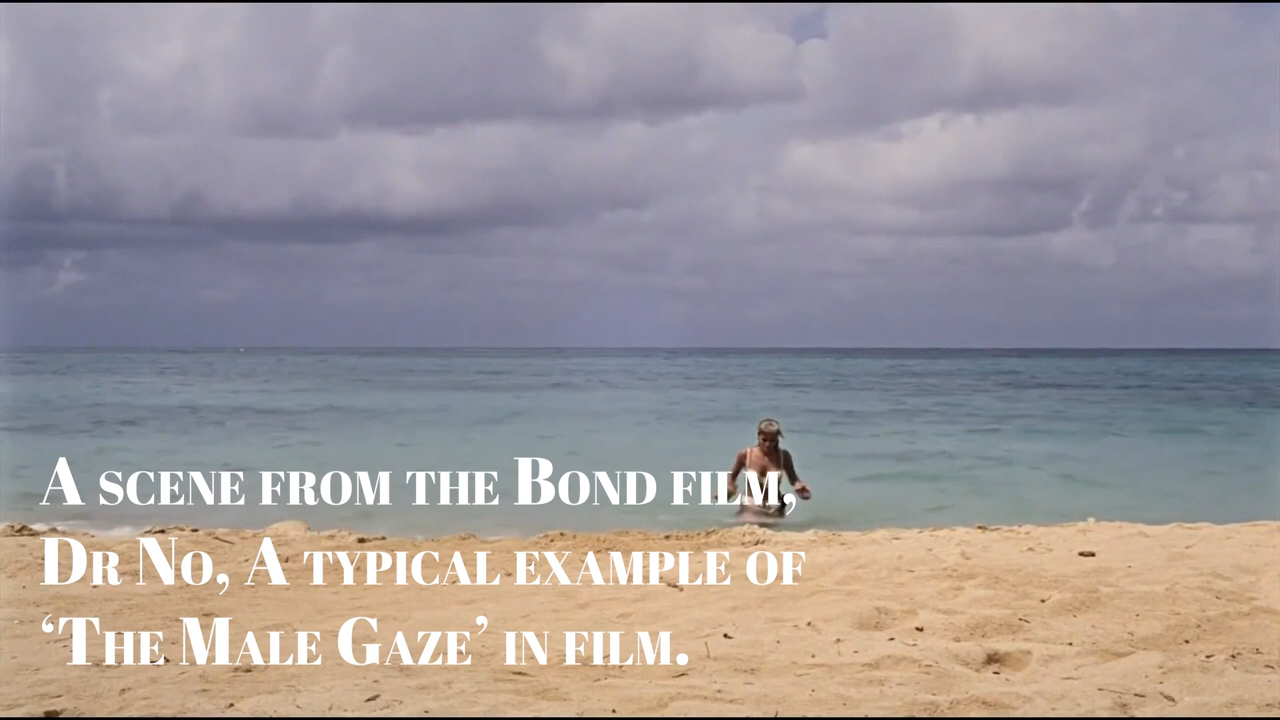 A scene from the Bond film,
Dr No, A typical example of
‘The Male Gaze’ in film.